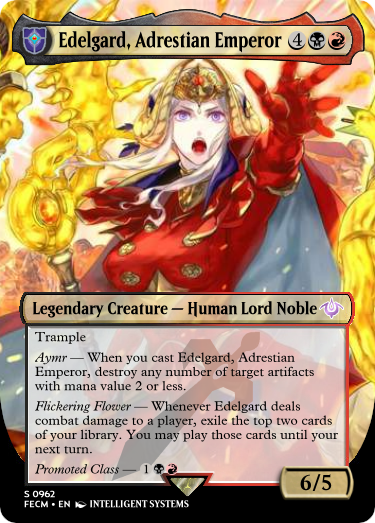 Edelgard, Adrestian Emperor 4
Legendary Creature — Human Lord Noble
Trample
Aymr — When you cast Edelgard, Adrestian
Emperor, destroy any number of target artifacts
with mana value 2 or less.
Flickering Flower — Whenever Edelgard deals
combat damage to a player, exile the top two cards
of your library. You may play those cards until your
next turn.
Promoted Class — 1
6/5
S 0962
FECM • EN INTELLIGENT SYSTEMS